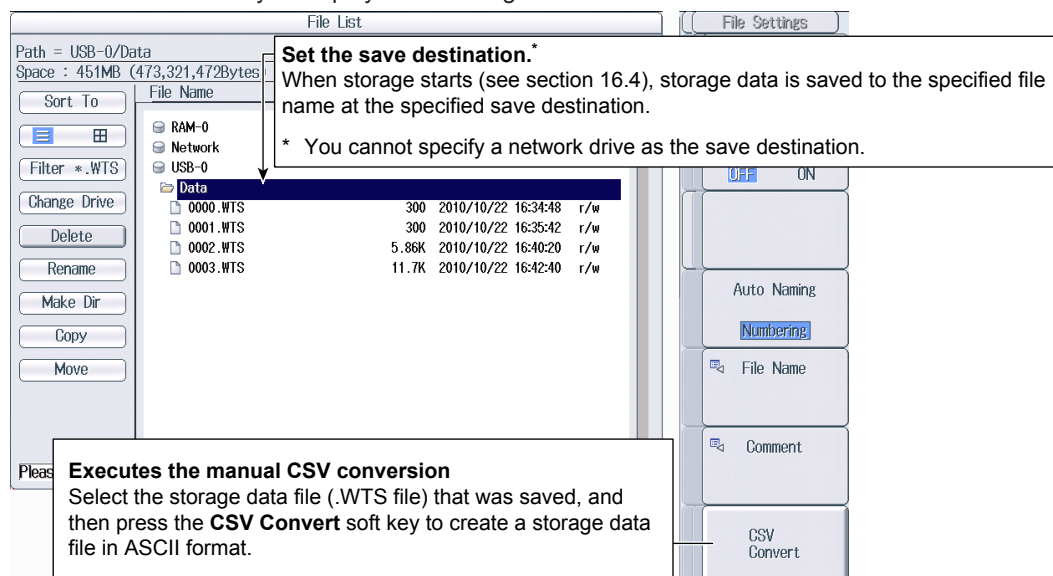 File List
File Settings
Path = USB-0/Data
Space : 451MB (473,321,472Bytes
Set the save destination.*
When storage starts (see section 16.4), storage data is saved to the specified file
name at the specified save destination.
* You cannot specify a network drive as the save destination.
File Name
Sort To
Filter *.WTS
Change Drive
Delete
Rename
Make Dir
Copy
Move
RAM-0
Network
USB-0
Data
0000.WTS 300 2010/10/22 16:34:48 r/w
0001.WTS 300 2010/10/22 16:35:42 r/w
0002.WTS 5.86K 2010/10/22 16:40:20 r/w
0003.WTS 11.7K 2010/10/22 16:42:40 r/w
OFF ON
Auto Naming
Numbering
File Name
Comment
CSV
Convert
Pleas
Executes the manual CSV conversion
Select the storage data file (.WTS file) that was saved, and
then press the CSV Convert soft key to create a storage data
file in ASCII format.